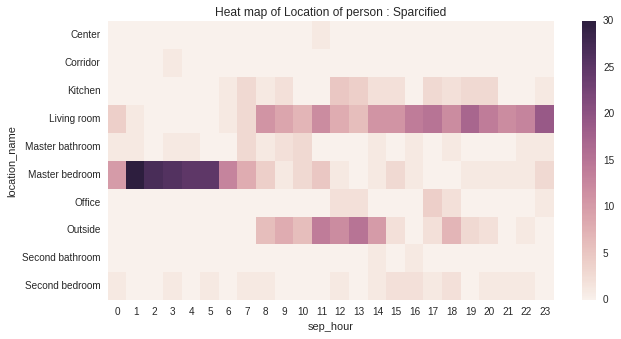 Heat map of Location of person : Sparcified
location_name
Center
Corridor
Kitchen
Living room
Master bathroom
Master bedroom
Office
Outside
Second bathroom
Second bedroom
0 1 2 3 4 5 6 7 8 9 10 11 12 13 14 15 16 17 18 19 20 21 22 23
sep_hour
30
25
20
15
10
5
0